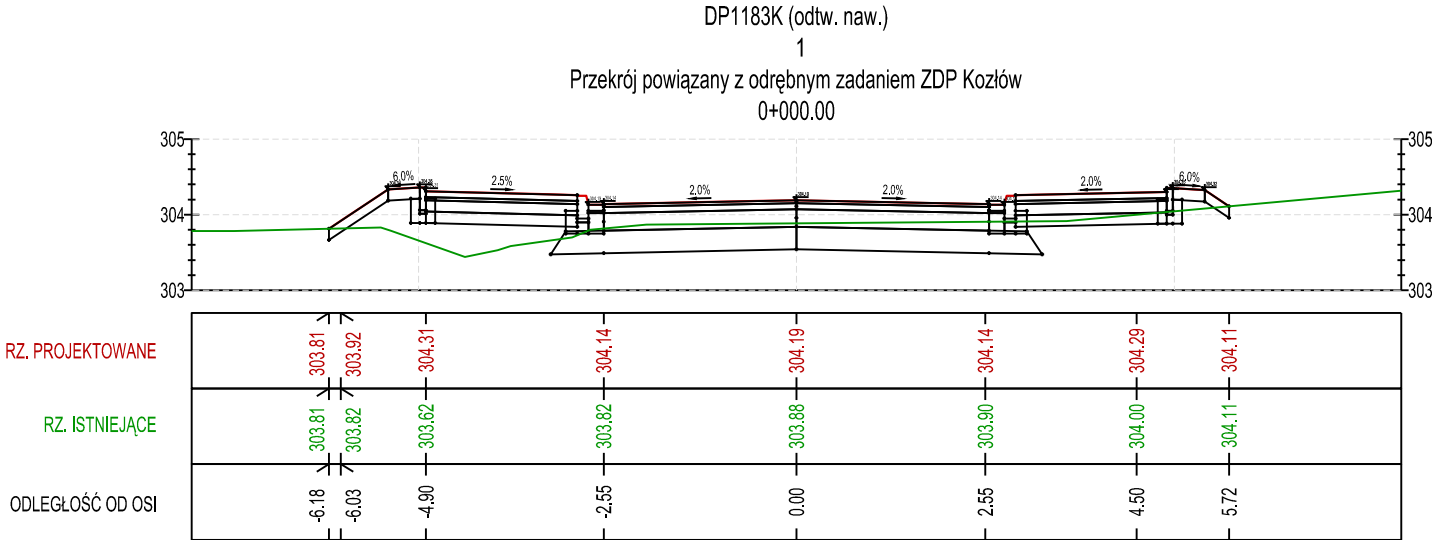 DP1183K (odtw. naw.)
1
Przekrój powiązany z odrębnym zadaniem ZDP Kozłów
0+000.00
305 305
6.0% 2.5% 2.0% 2.0% 2.0% 6.0%
304 304
303 303
RZ. PROJEKTOWANE 303.81 303.92 304.31 304.14 304.19 304.14 304.29 304.11
RZ. ISTNIEJĄCE 303.81 303.82 303.62 303.82 303.88 303.90 304.00 304.11
ODLEGŁOŚĆ OD OSI -6.18 -6.03 -4.90 -2.55 0.00 2.55 4.50 5.72